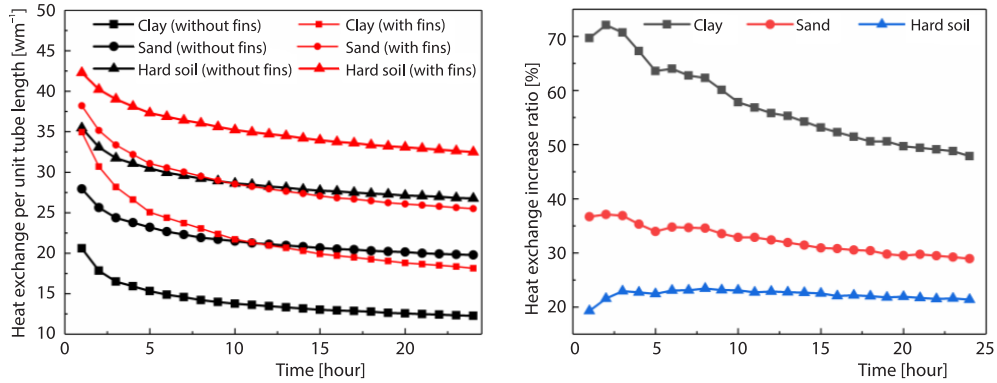 Heat exchange per unit tube length [wm⁻¹]
50
45
40
35
30
25
20
15
10
Clay (without fins)
Sand (without fins)
Hard soil (without fins)
Clay (with fins)
Sand (with fins)
Hard soil (with fins)
0 5 10 15 20
Time [hour]
Heat exchange increase ratio [%]
70
60
50
40
30
20
Clay Sand Hard soil
0 5 10 15 20 25
Time [hour]